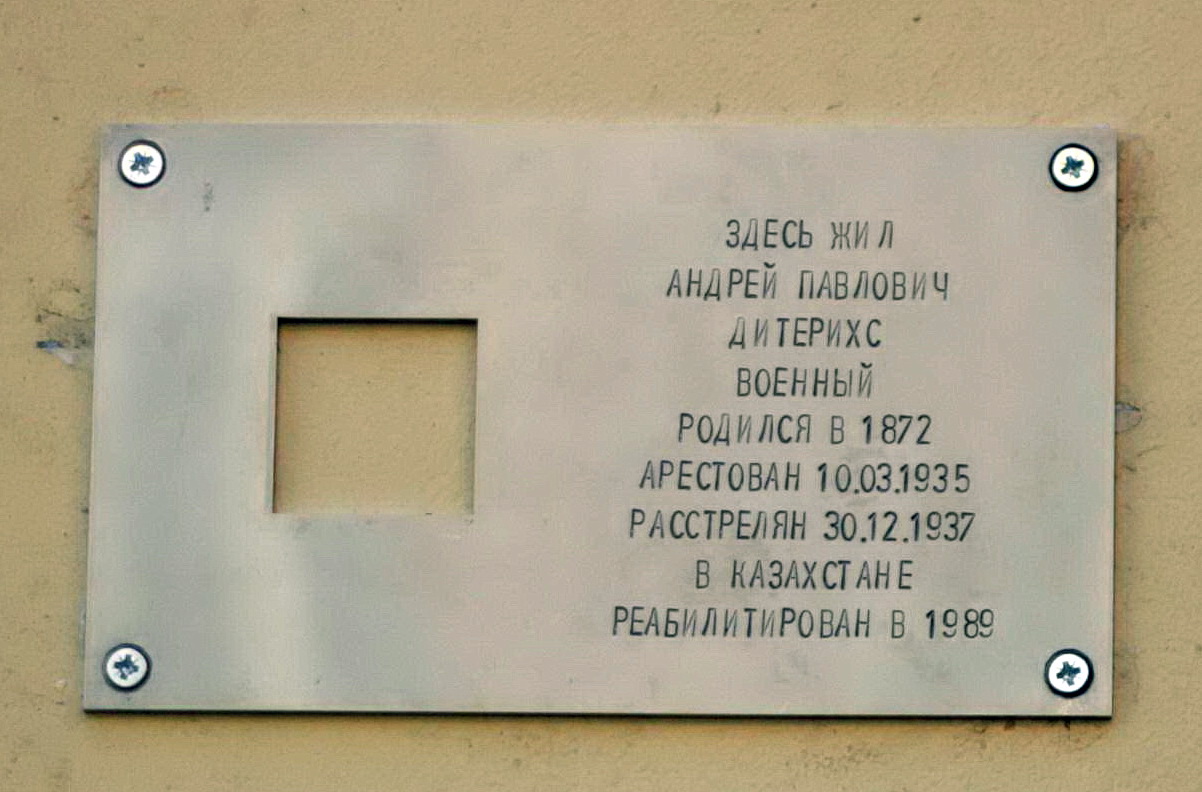 ЗДЕСЬ ЖИЛ
АНДРЕЙ ПАВЛОВИЧ
ДИТЕРИХС
ВОЕННЫЙ
РОДИЛСЯ В 1872
АРЕСТОВАН 10.03.1935
РАССТРЕЛЯН 30.12.1937
В КАЗАХСТАНЕ
РЕАБИЛИТИРОВАН В 1989